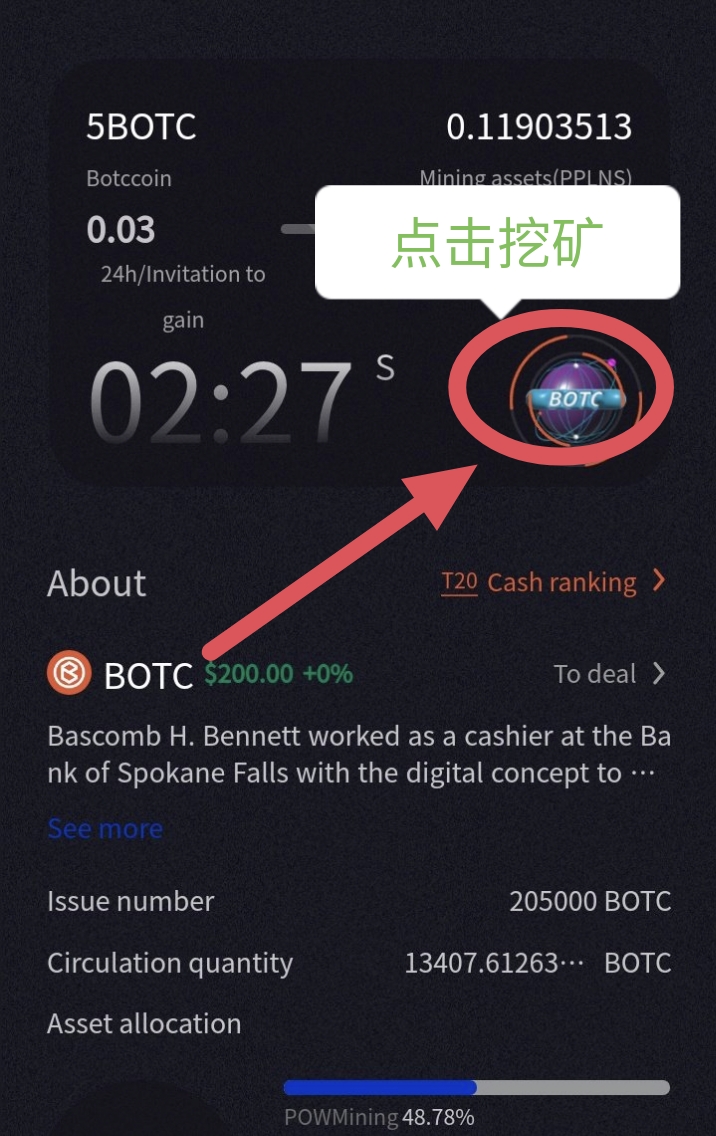 5BOTC 0.11903513
Botccoin Mining assets(PPLNS)
0.03
点击挖矿
24h/Invitation to
gain
02:27 S
BOTC
About T20 Cash ranking
BOTC $200.00 +0% To deal
Bascomb H. Bennett worked as a cashier at the Ba
nk of Spokane Falls with the digital concept to ···
See more
Issue number 205000 BOTC
Circulation quantity 13407.61263··· BOTC
Asset allocation
POWMining 48.78%